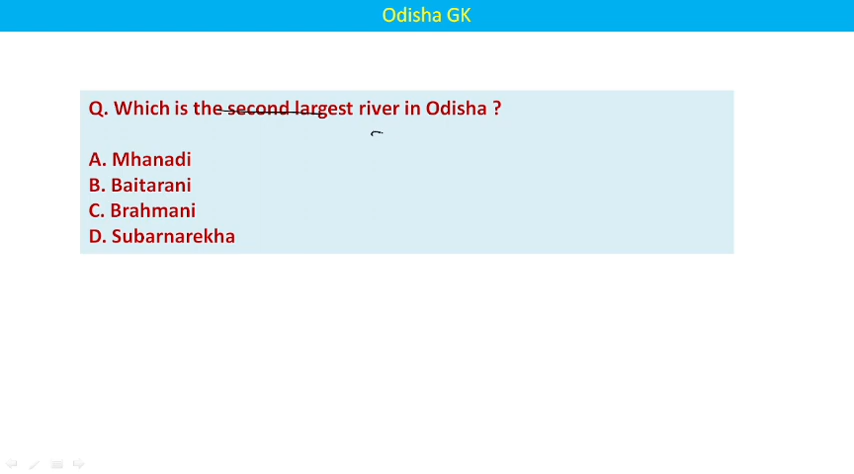 Odisha GK
Q. Which is the second largest river in Odisha ?
A. Mhanadi
B. Baitarani
C. Brahmani
D. Subarnarekha